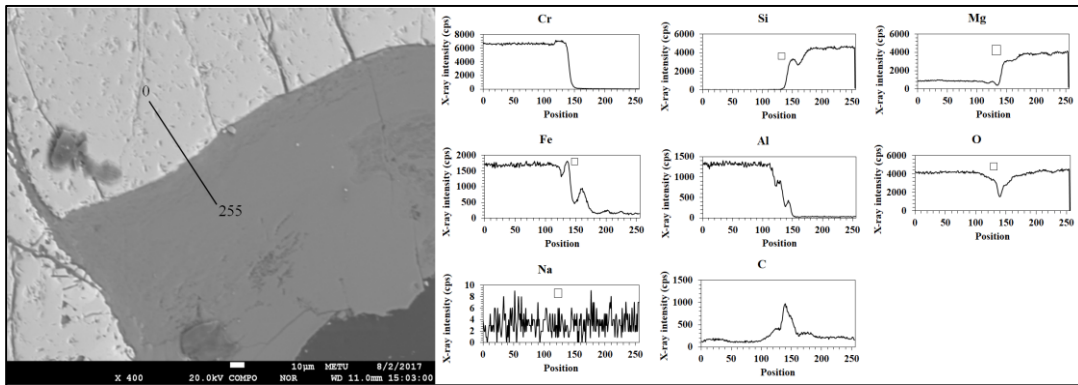 0
255
10μm METU 8/2/2017
X 400 20.0kV COMPO NOR WD 11.0mm 15:03:00
Cr
X-ray intensity (cps)
8000
6000
4000
2000
0
0 50 100 150 200 250
Position
Si
X-ray intensity (cps)
6000
4000
2000
0
0 50 100 150 200 250
Position
Mg
X-ray intensity (cps)
6000
4000
2000
0
0 50 100 150 200 250
Position
Fe
X-ray intensity (cps)
2000
1500
1000
500
0
0 50 100 150 200 250
Position
Al
X-ray intensity (cps)
1500
1000
500
0
0 50 100 150 200 250
Position
O
X-ray intensity (cps)
6000
4000
2000
0
0 50 100 150 200 250
Position
Na
X-ray intensity (cps)
10
8
6
4
2
0
0 50 100 150 200 250
Position
C
X-ray intensity (cps)
1500
1000
500
0
0 50 100 150 200 250
Position